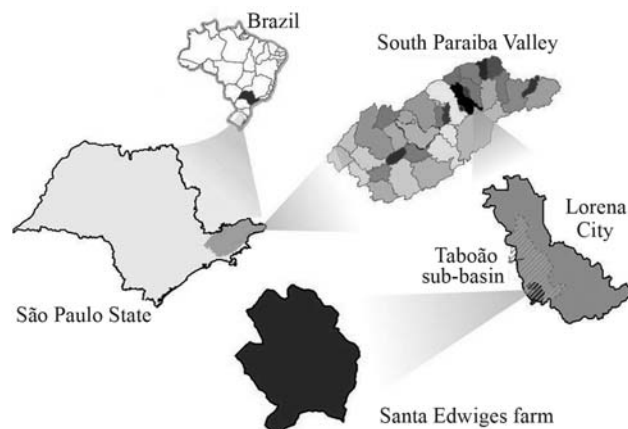 Brazil
South Paraiba Valley
Lorena
City
Taboão
sub-basin
São Paulo State
Santa Edwiges farm